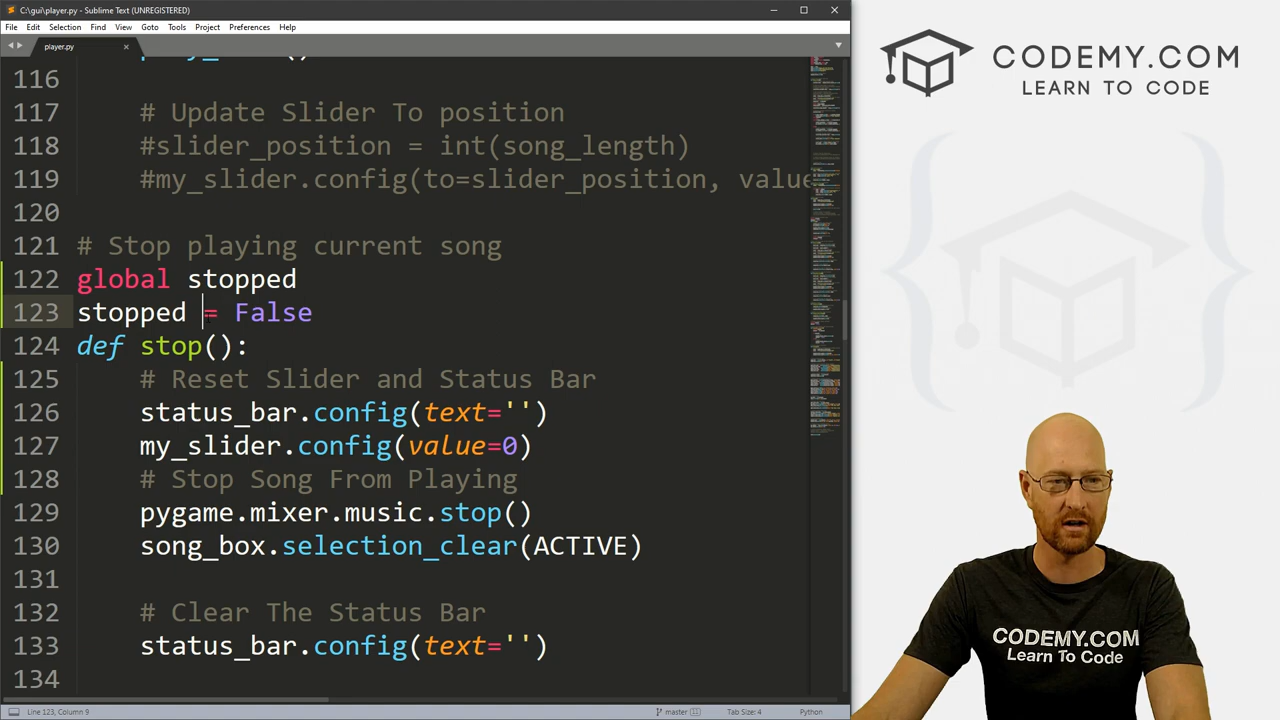 C:\gui\player.py - Sublime Text (UNREGISTERED)
File Edit Selection Find View Goto Tools Project Preferences Help
player.py
116
117 # Update Slider To position
118 #slider_position = int(song_length)
119 #my_slider.config(to=slider_position, value
120
121 # Stop playing current song
122 global stopped
123 stopped = False
124 def stop():
125 # Reset Slider and Status Bar
126 status_bar.config(text='')
127 my_slider.config(value=0)
128 # Stop Song From Playing
129 pygame.mixer.music.stop()
130 song_box.selection_clear(ACTIVE)
131
132 # Clear The Status Bar
133 status_bar.config(text='')
134
Line 123, Column 9
master 11
Tab Size: 4
Python
CODEMY.COM
LEARN TO CODE
CODEMY.COM
Learn To Code